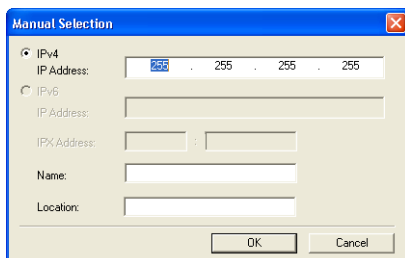 Manual Selection
IPv4
IP Address: 255 . 255 . 255 . 255
IPv6
IP Address:
IPX Address: :
Name:
Location:
OK Cancel